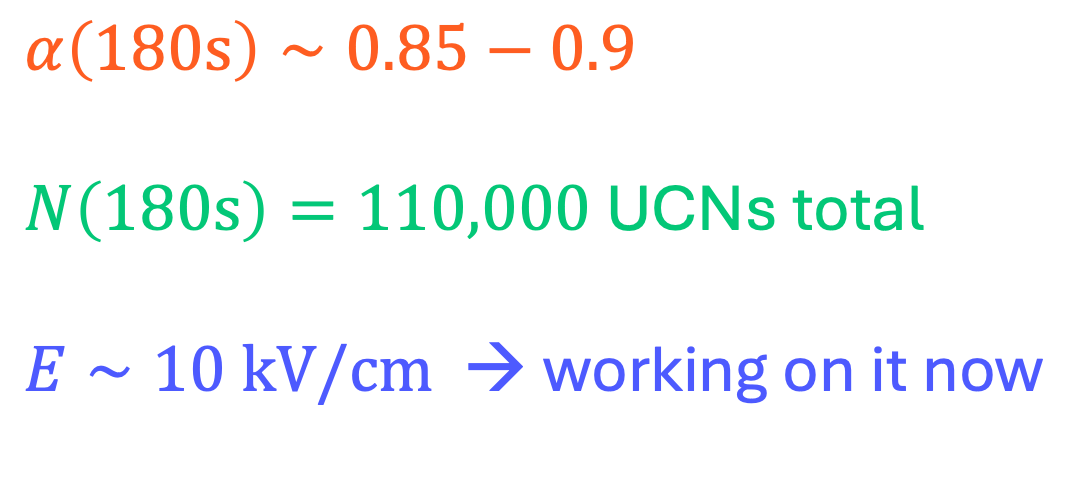 α(180s) ~ 0.85 – 0.9
N(180s) = 110,000 UCNs total
E ~ 10 kV/cm → working on it now